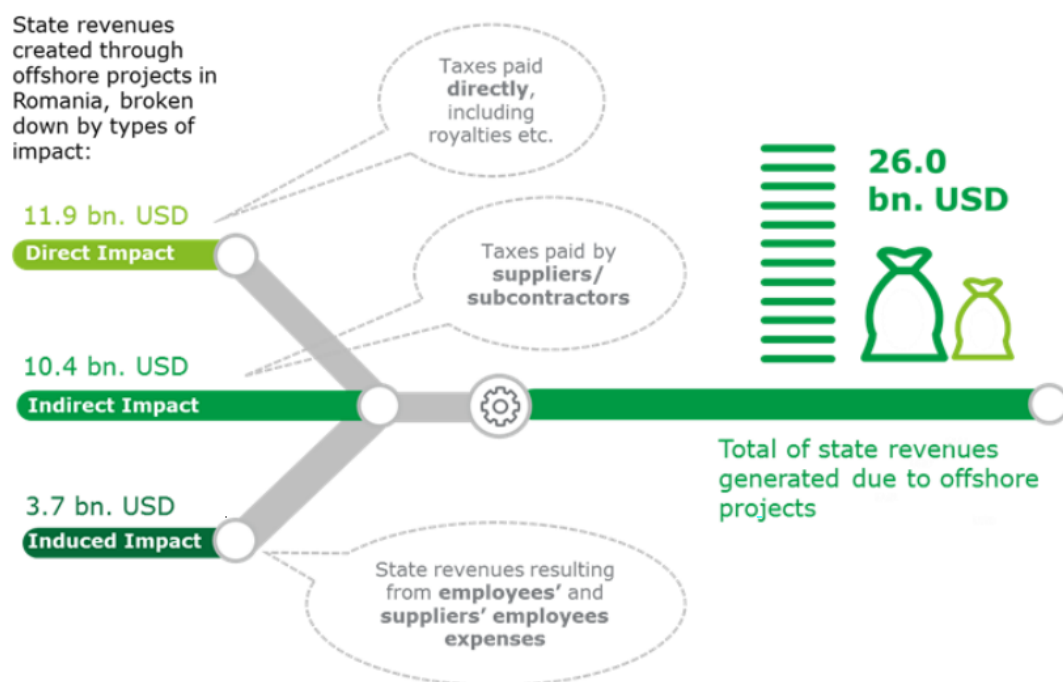 State revenues
created through
offshore projects in
Romania, broken
down by types of
impact:
Taxes paid
directly,
including
royalties etc.
11.9 bn. USD
Direct Impact
Taxes paid by
suppliers/
subcontractors
10.4 bn. USD
Indirect Impact
3.7 bn. USD
Induced Impact
State revenues resulting
from employees’ and
suppliers’ employees
expenses
26.0
bn. USD
Total of state revenues
generated due to offshore
projects